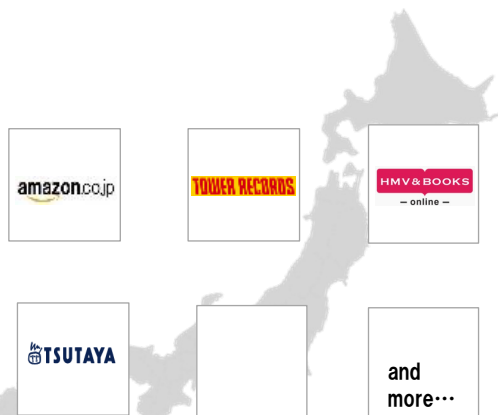 amazon.co.jp
TOWER RECORDS
HMV&BOOKS
— online —
TSUTAYA
and
more…